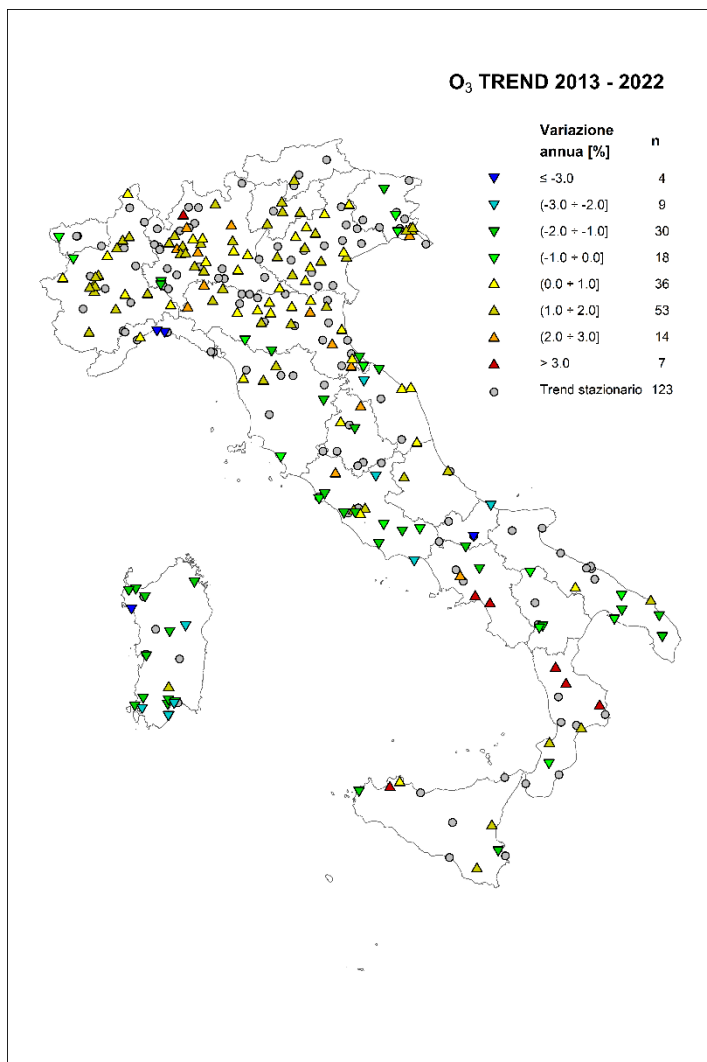 O₃ TREND 2013 - 2022
Variazione annua [%] n
≤ -3.0 4
(-3.0 ÷ -2.0] 9
(-2.0 ÷ -1.0] 30
(-1.0 ÷ 0.0] 18
(0.0 ÷ 1.0] 36
(1.0 ÷ 2.0] 53
(2.0 ÷ 3.0] 14
> 3.0 7
Trend stazionario 123